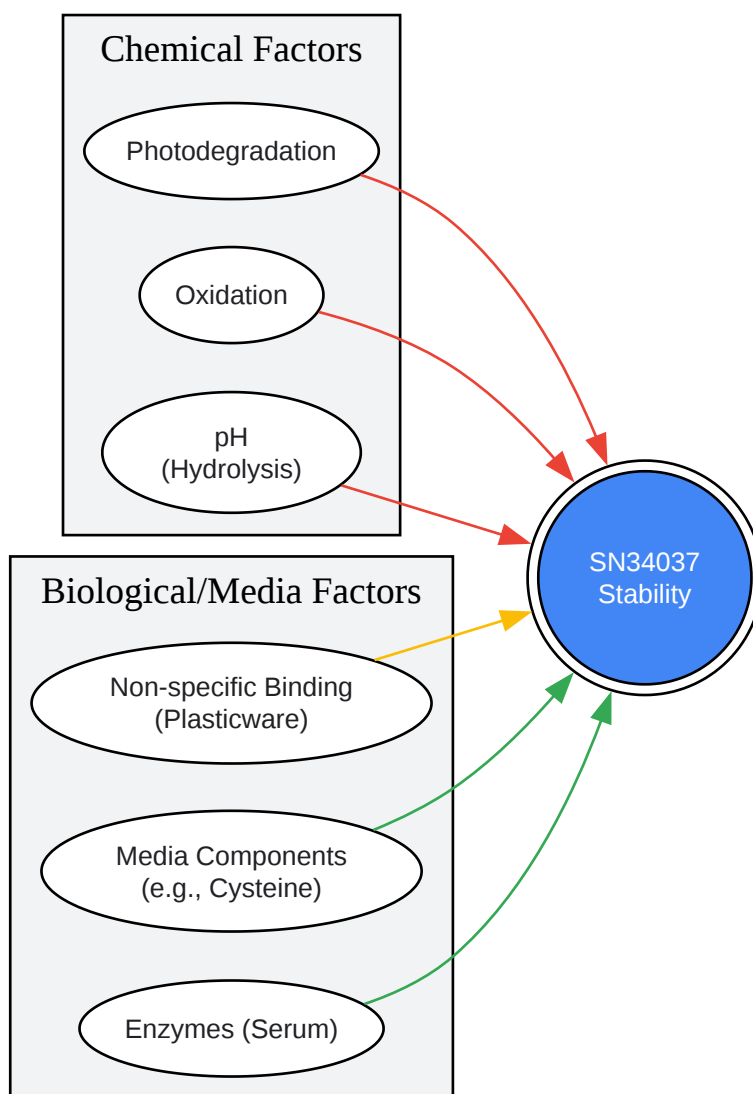 Chemical Factors
Photodegradation
Oxidation
pH
(Hydrolysis)
SN34037
Stability
Biological/Media Factors
Non-specific Binding
(Plasticware)
Media Components
(e.g., Cysteine)
Enzymes (Serum)